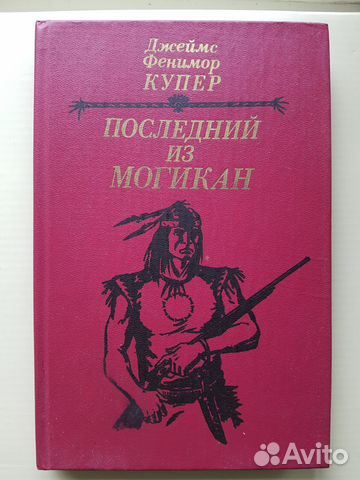 Джеймс
Фенимор
КУПЕР
ПОСЛЕДНИЙ
ИЗ
МОГИКАН
Avito